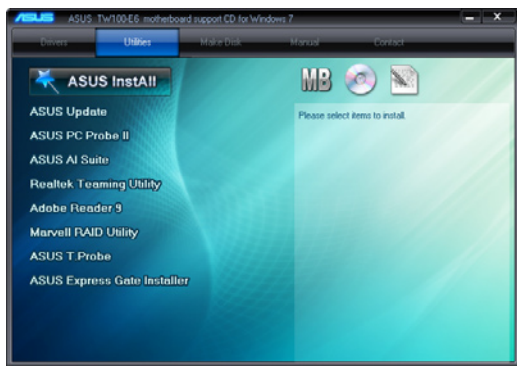 ASUS ASUS TW100-E6 motherboard support CD for Windows 7
Drivers Utilities Make Disk Manual Contact
ASUS InstAll
MB
Please select items to install.
ASUS Update
ASUS PC Probe II
ASUS AI Suite
Realtek Teaming Utility
Adobe Reader 9
Marvell RAID Utility
ASUS T.Probe
ASUS Express Gate Installer